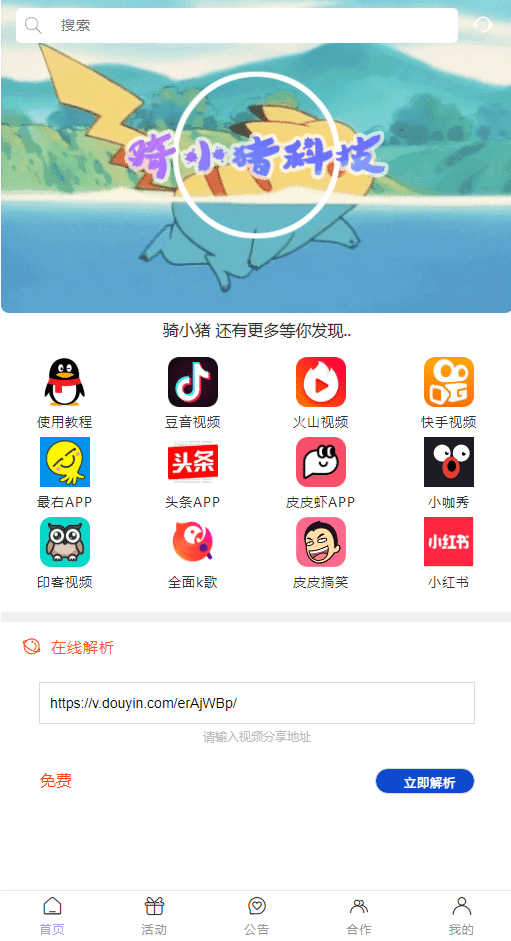 搜索
骑小猪科技
骑小猪 还有更多等你发现..
使用教程
豆音视频
火山视频
快手视频
最右APP
头条
头条APP
皮皮虾APP
小咖秀
印客视频
全面k歌
皮皮搞笑
小红书
小红书
在线解析
https://v.douyin.com/erAjWBp/
请输入视频分享地址
免费
立即解析
首页
活动
公告
合作
我的